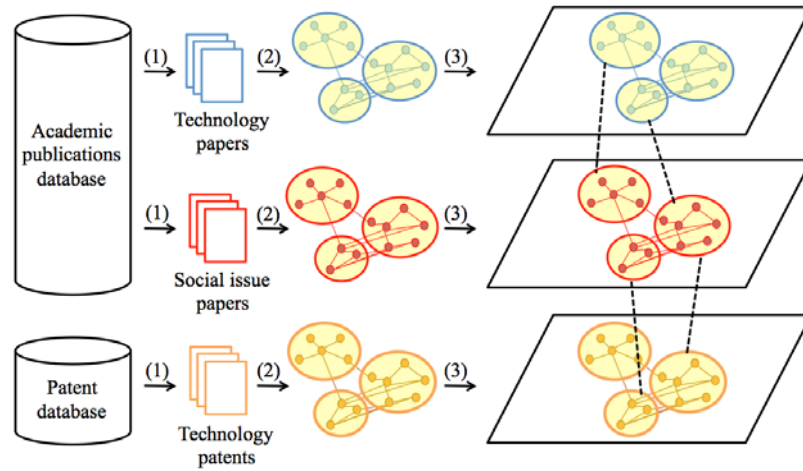 (1)
(2)
(3)
Technology
papers
Academic
publications
database
(1)
(2)
(3)
Social issue
papers
(1)
(2)
(3)
Patent
database
Technology
patents